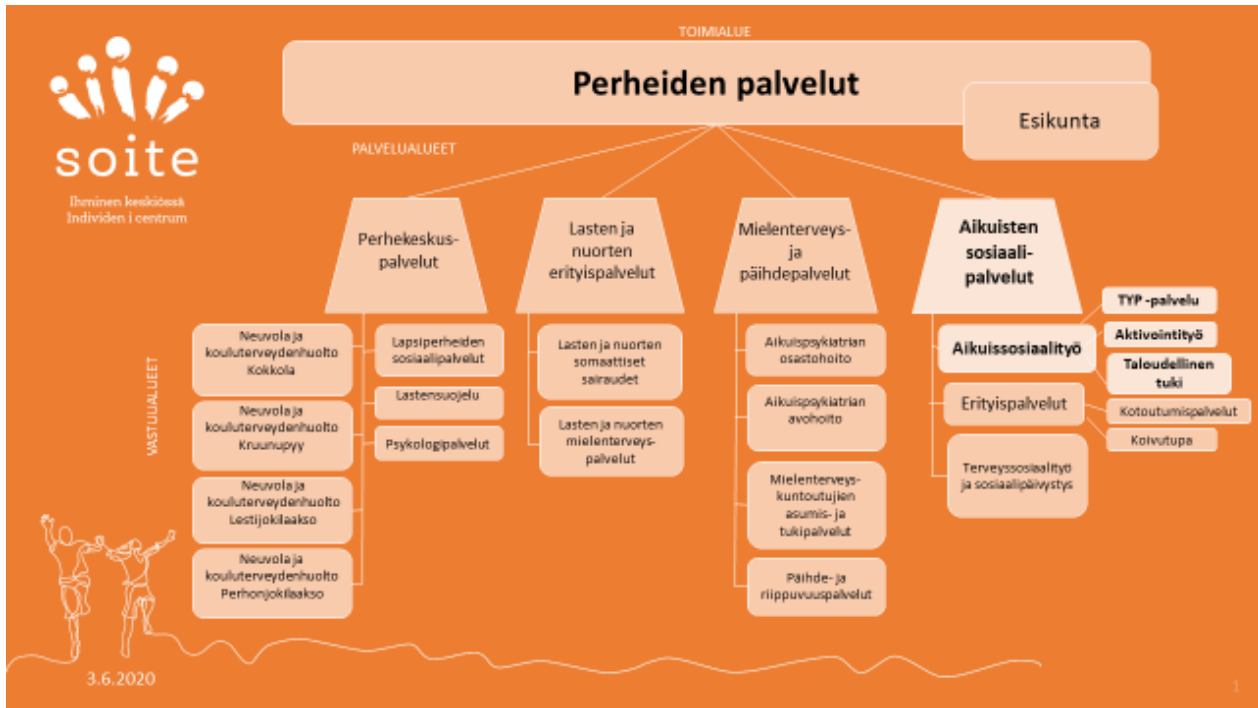 TOIMIALUE
Perheiden palvelut
Esikunta
soite
Ihminen keskiössä
Individen i centrum
PALVELUALUEET
Perhekeskus-
palvelut
Lasten ja
nuorten
erityispalvelut
Mielenterveys-
ja
päihdepalvelut
Aikuisten
sosiaali-
palvelut
VASTUUALUEET
Neuvola ja
kouluterveydenhuolto
Kokkola
Neuvola ja
kouluterveydenhuolto
Kruunupyy
Neuvola ja
kouluterveydenhuolto
Lestijokilaakso
Neuvola ja
kouluterveydenhuolto
Perhonjokilaakso
Lapsiperheiden
sosiaalipalvelut
Lastensuojelu
Psykologipalvelut
Lasten ja nuorten
somaattiset
sairaudet
Lasten ja nuorten
mielenterveys-
palvelut
Aikuispsykiatrian
osastohoito
Aikuispsykiatrian
avohoito
Mielenterveys-
kuntoutujien
asumis- ja
tukipalvelut
Päihde- ja
riippuvuuspalvelut
Aikuissosiaalityö
TYP -palvelu
Aktivointityö
Taloudellinen
tuki
Erityispalvelut
Kotoutumispalvelut
Koivutupa
Terveyssosiaalityö
ja sosiaalipäivystys
3.6.2020
1